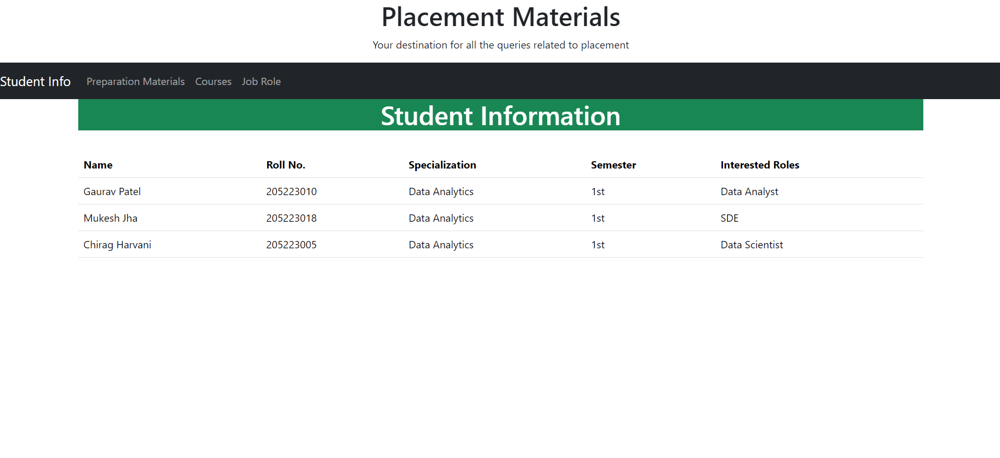 Placement Materials
Your destination for all the queries related to placement
Student Info Preparation Materials Courses Job Role
Student Information
Name Roll No. Specialization Semester Interested Roles
Gaurav Patel 205223010 Data Analytics 1st Data Analyst
Mukesh Jha 205223018 Data Analytics 1st SDE
Chirag Harvani 205223005 Data Analytics 1st Data Scientist